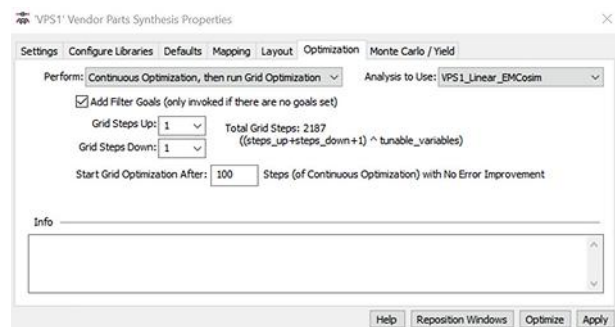 'VPS1' Vendor Parts Synthesis Properties
Settings Configure Libraries Defaults Mapping Layout Optimization Monte Carlo / Yield
Perform: Continuous Optimization, then run Grid Optimization Analysis to Use: VPS1_Linear_EMCosim
Add Filter Goals (only invoked if there are no goals set)
Grid Steps Up: 1 Total Grid Steps: 2187
((steps_up+steps_down+1) ^ tunable_variables)
Grid Steps Down: 1
Start Grid Optimization After: 100 Steps (of Continuous Optimization) with No Error Improvement
Info
Help Reposition Windows Optimize Apply